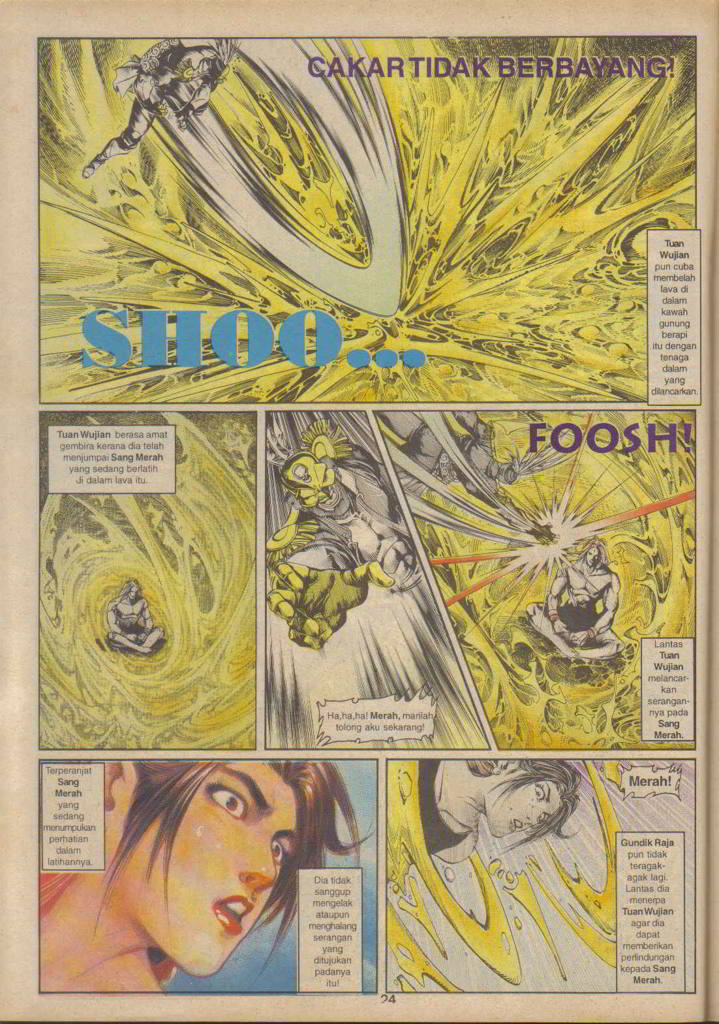 CAKAR TIDAK BERBAYANG!
Tuan
Wujian
pun cuba
membelah
lava di
dalam
kawah
gunung
berapi
itu dengan
tenaga
dalam
yang
dilancarkan.
SHOO...
Tuan Wujian berasa amat
gembira kerana dia telah
menjumpai Sang Merah
yang sedang berlatih
Ji dalam lava itu.
Ha,ha,ha! Merah, marilah
tolong aku sekarang!
FOOSH!
Lantas
Tuan
Wujian
melancar-
kan
serangan-
nya pada
Sang
Merah.
Terperanjat
Sang
Merah
yang
sedang
menumpukan
perhatian
dalam
latihannya.
Dia tidak
sanggup
mengelak
ataupun
menghalang
serangan
yang
ditujukan
padanya
itu!
Merah!
Gundik Raja
pun tidak
teragak-
agak lagi.
Lantas dia
menerpa
Tuan Wujian
agar dia
dapat
memberikan
perlindungan
kepada Sang
Merah.
24